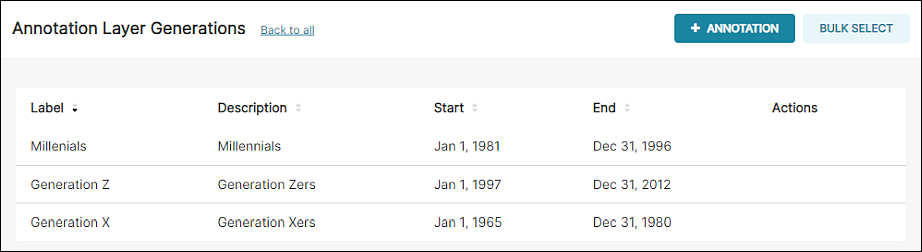 Annotation Layer Generations Back to all + ANNOTATION BULK SELECT
Label Description Start End Actions
Millenials Millennials Jan 1, 1981 Dec 31, 1996
Generation Z Generation Zers Jan 1, 1997 Dec 31, 2012
Generation X Generation Xers Jan 1, 1965 Dec 31, 1980